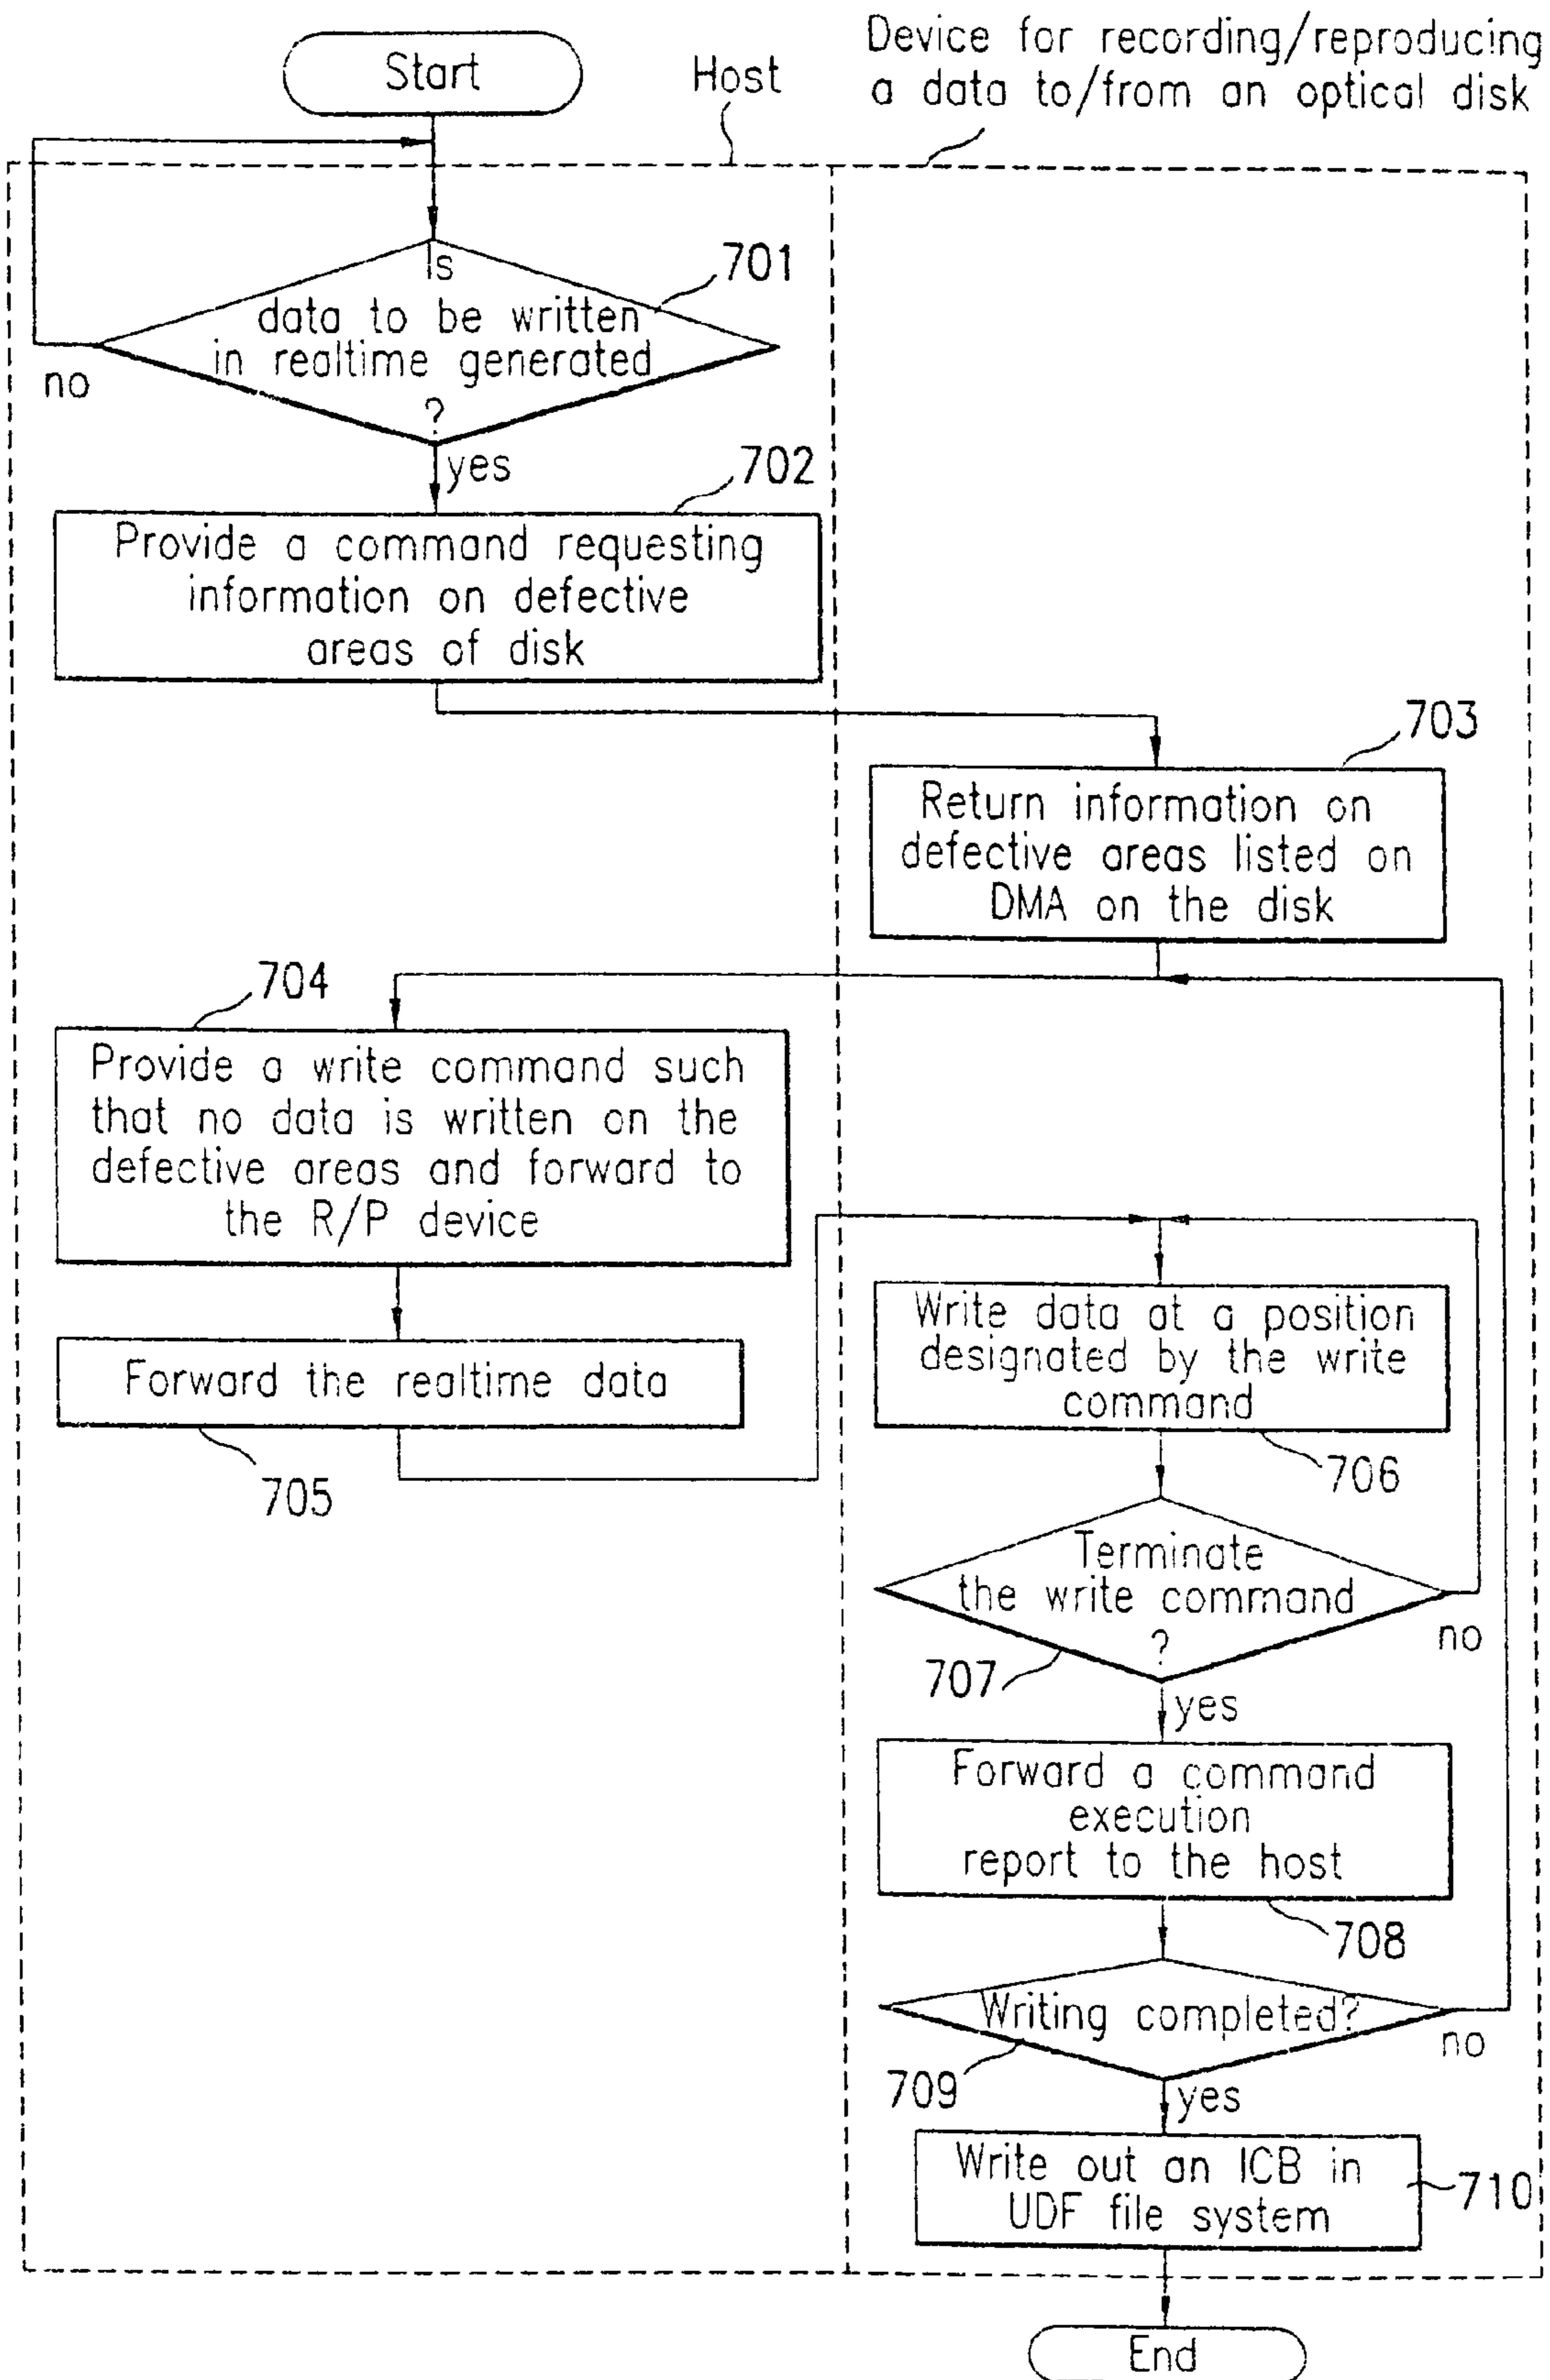 Start
Host
Device for recording/reproducing
a data to/from an optical disk
Is
data to be written
in realtime generated
?
701
no
yes
702
Provide a command requesting
information on defective
areas of disk
703
Return information on
defective areas listed on
DMA on the disk
704
Provide a write command such
that no data is written on the
defective areas and forward to
the R/P device
Forward the realtime data
705
Write data at a position
designated by the write
command
706
Terminate
the write command
?
no
707
yes
Forward a command
execution
report to the host
708
Writing completed?
no
709
yes
Write out an ICB in
UDF file system
710
End